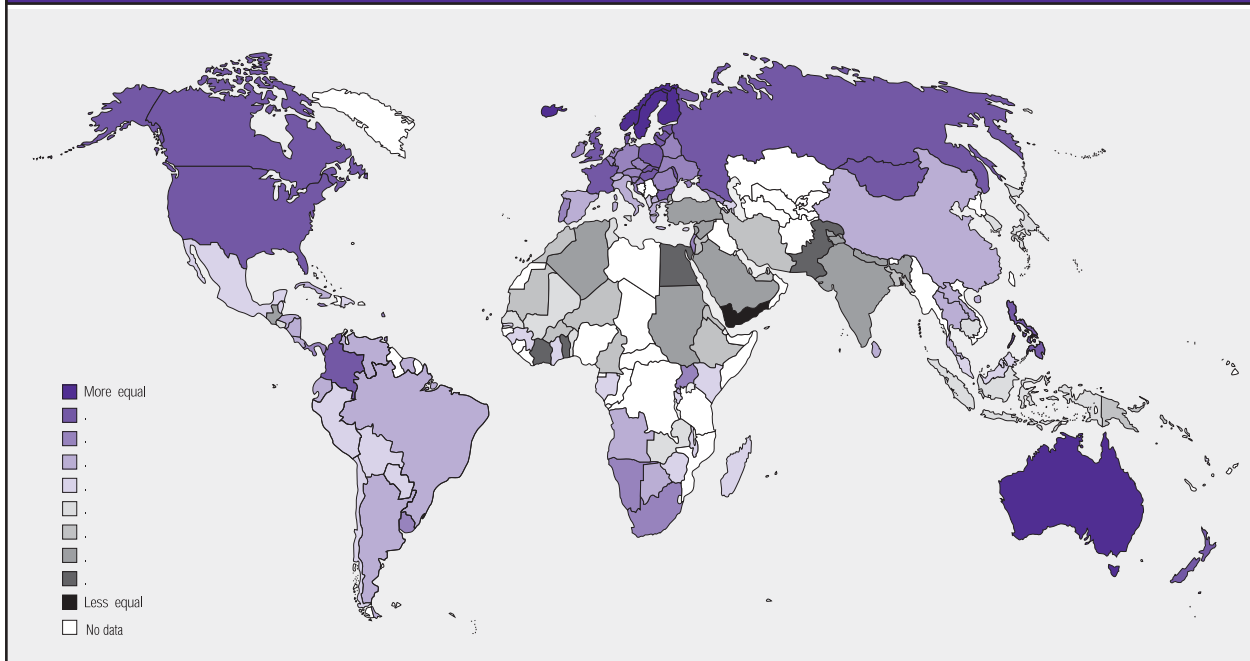 More equal
.
.
.
.
.
.
.
.
Less equal
No data